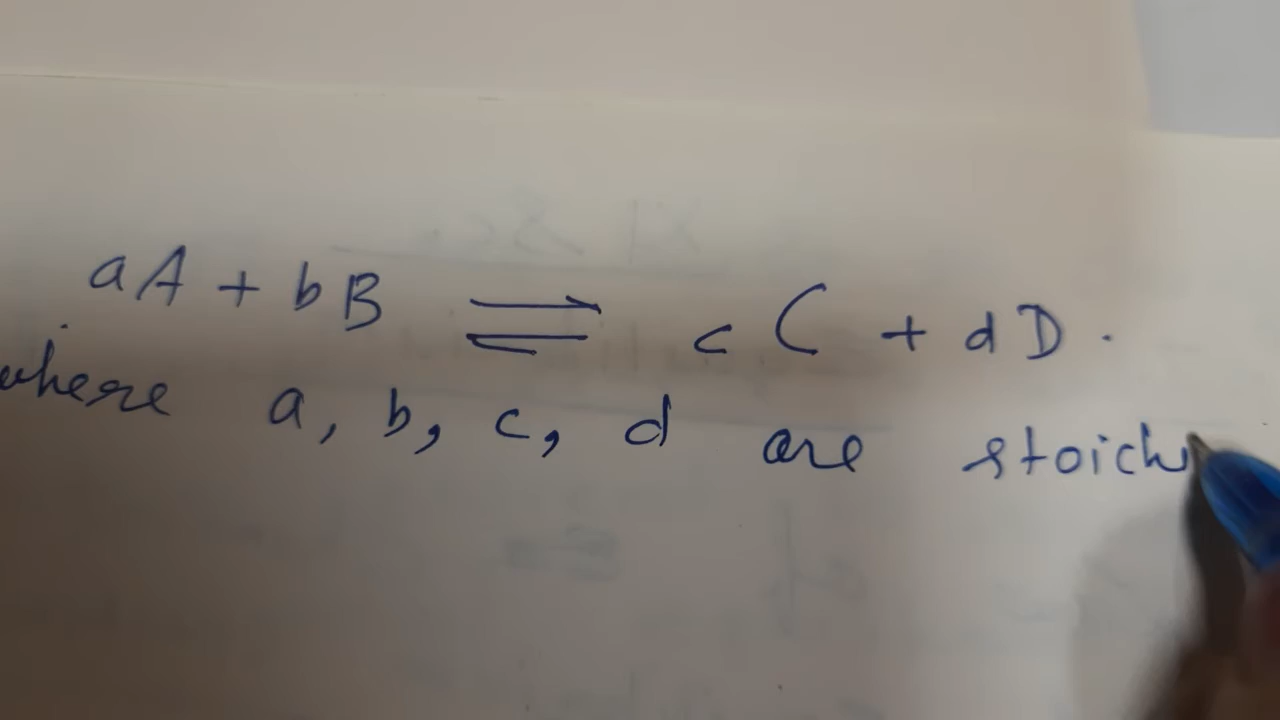 aA + bB ⇌ cC + dD.
where a, b, c, d are stoich